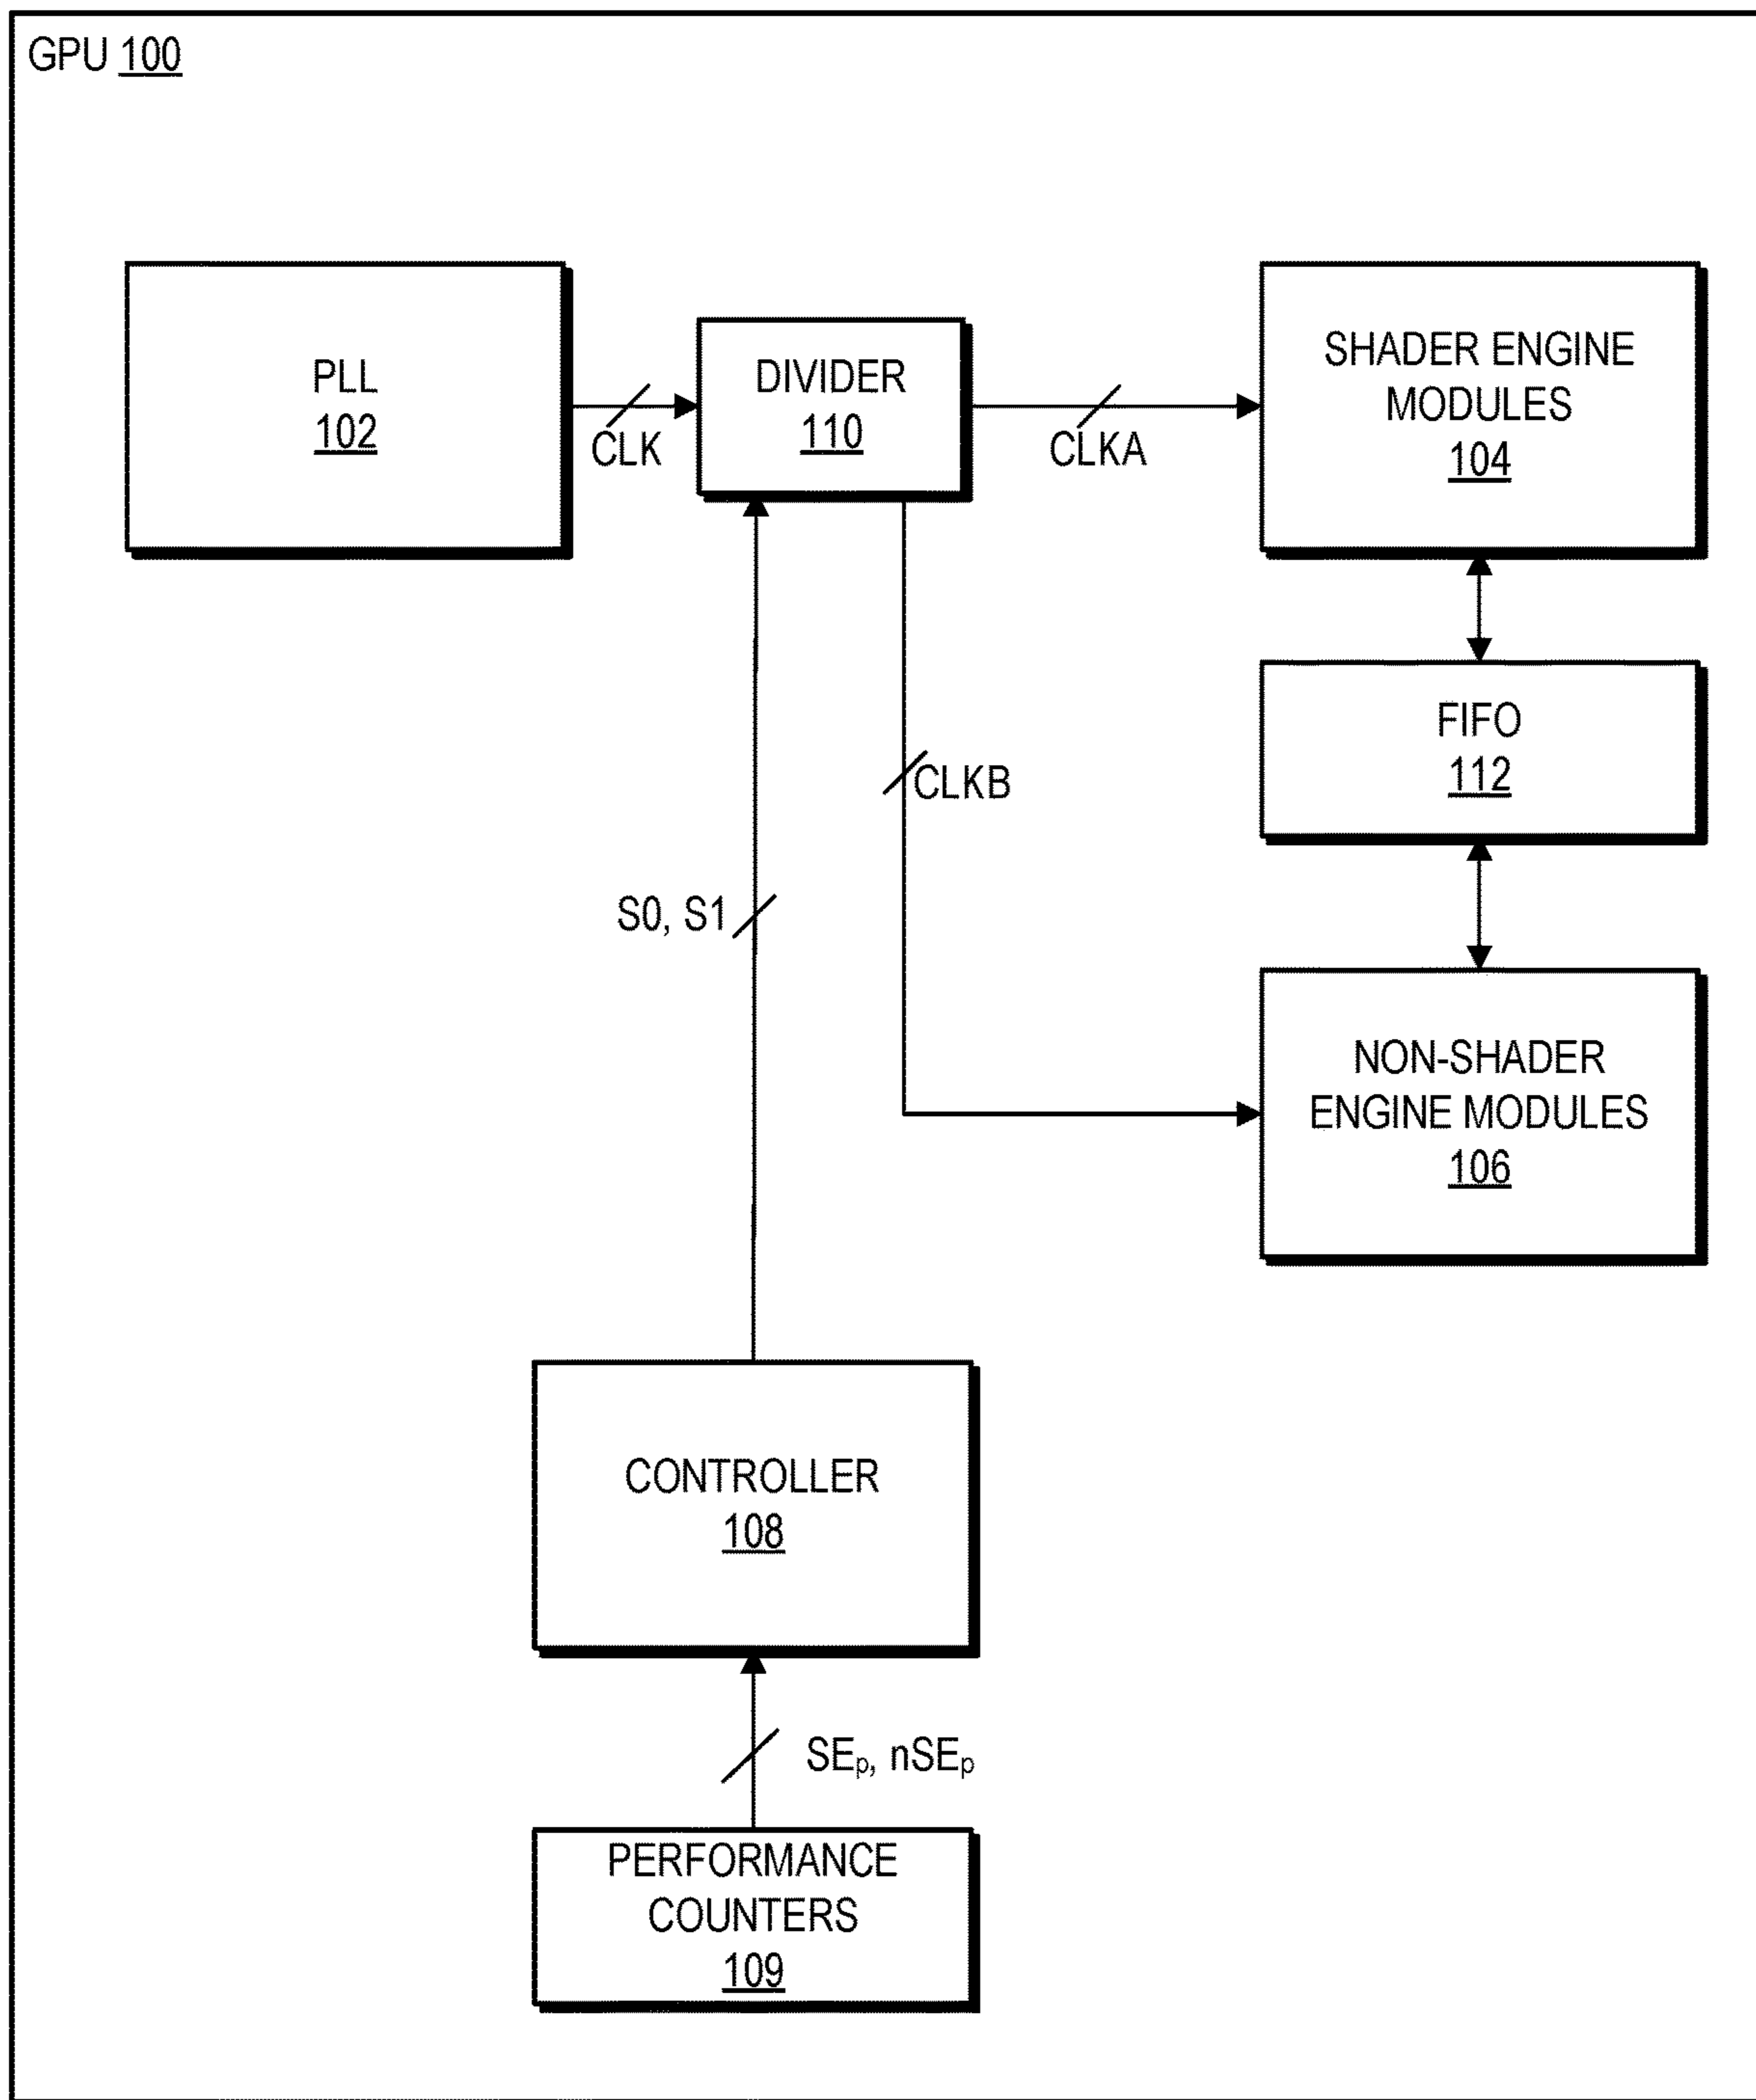 GPU 100
PLL
102
CLK
DIVIDER
110
CLKA
SHADER ENGINE
MODULES
104
FIFO
112
CLKB
S0, S1
NON-SHADER
ENGINE MODULES
106
CONTROLLER
108
SEp, nSEp
PERFORMANCE
COUNTERS
109